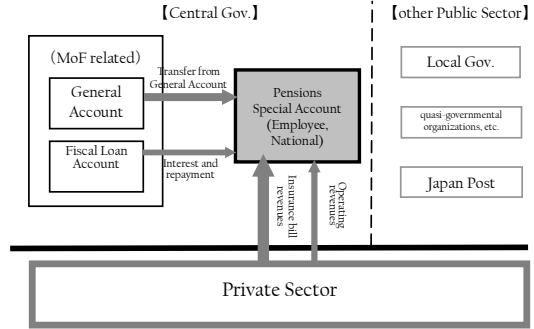 【Central Gov.】
【other Public Sector】
(MoF related)
General
Account
Transfer from
General Account
Pensions
Special Account
(Employee,
National)
Fiscal Loan
Account
Interest and
repayment
Insurance bill
revenues
Operating
revenues
Local Gov.
quasi-governmental
organizations, etc.
Japan Post
Private Sector